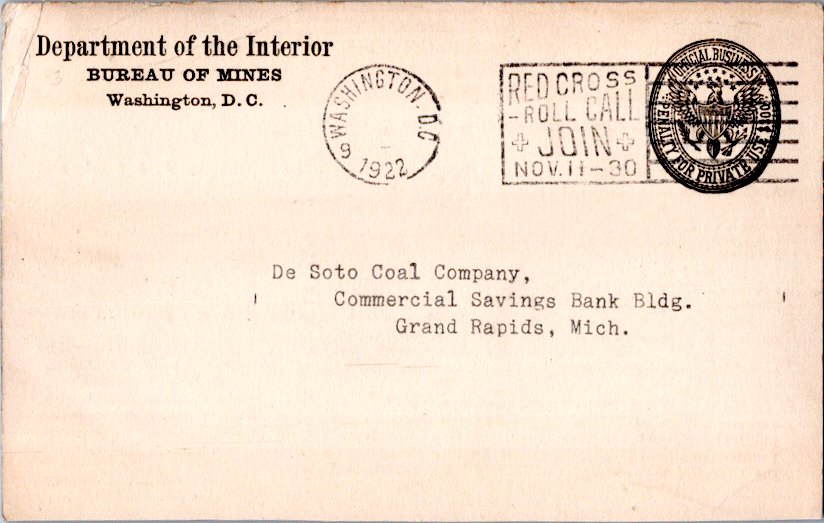 Department of the Interior
BUREAU OF MINES
Washington, D. C.
WASHINGTON, D.C.
9
1922
RED CROSS
- ROLL CALL
+ JOIN +
NOV. 11 - 30
OFFICIAL BUSINESS
PENALTY FOR PRIVATE USE $300
De Soto Coal Company,
Commercial Savings Bank Bldg.
Grand Rapids, Mich.